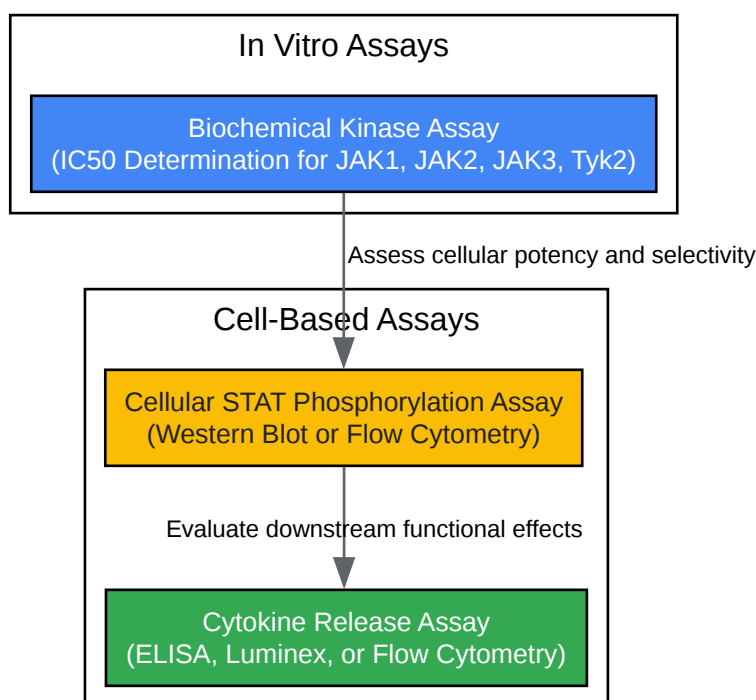 In Vitro Assays
Biochemical Kinase Assay
(IC50 Determination for JAK1, JAK2, JAK3, Tyk2)
Assess cellular potency and selectivity
Cell-Based Assays
Cellular STAT Phosphorylation Assay
(Western Blot or Flow Cytometry)
Evaluate downstream functional effects
Cytokine Release Assay
(ELISA, Luminex, or Flow Cytometry)